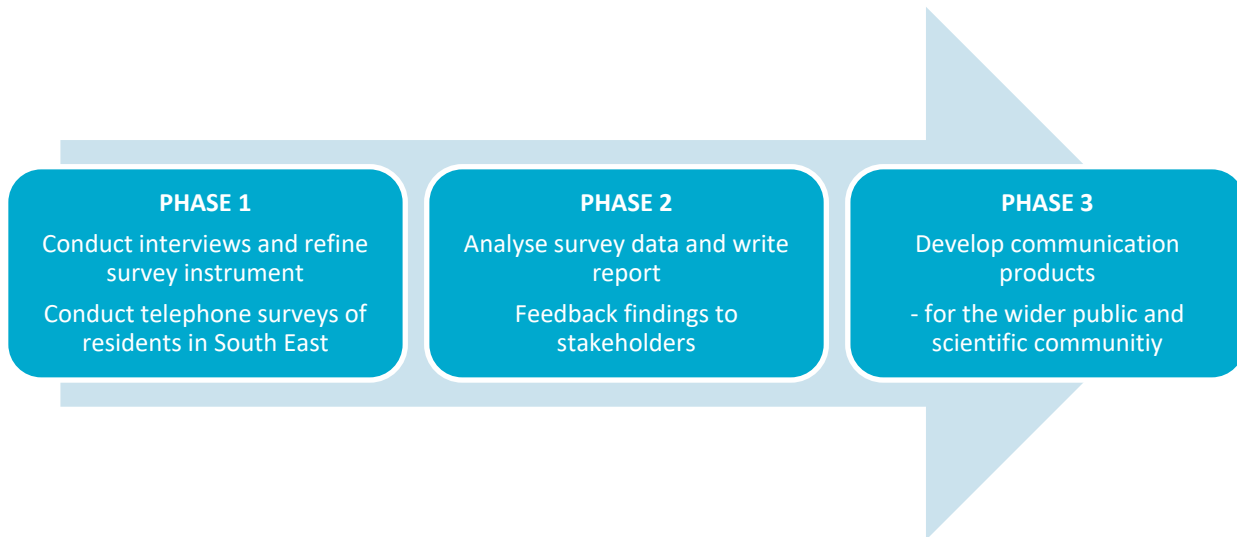 PHASE 1
Conduct interviews and refine
survey instrument
Conduct telephone surveys of
residents in South East
PHASE 2
Analyse survey data and write
report
Feedback findings to
stakeholders
PHASE 3
Develop communication
products
- for the wider public and
scientific communitiy